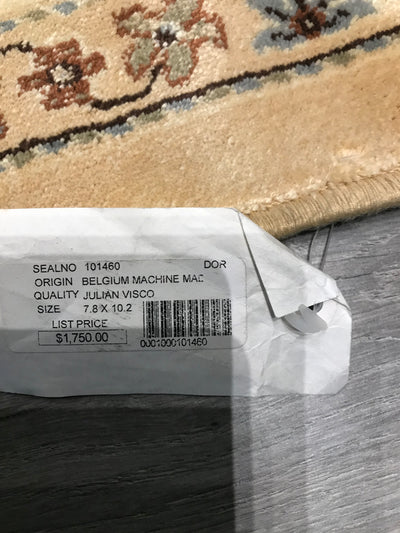 SEALNO 101460 DOR
ORIGIN BELGIUM MACHINE MAD
QUALITY JULIAN VISCO
SIZE 7.8 X 10.2
LIST PRICE
$1,750.00
0001000101460